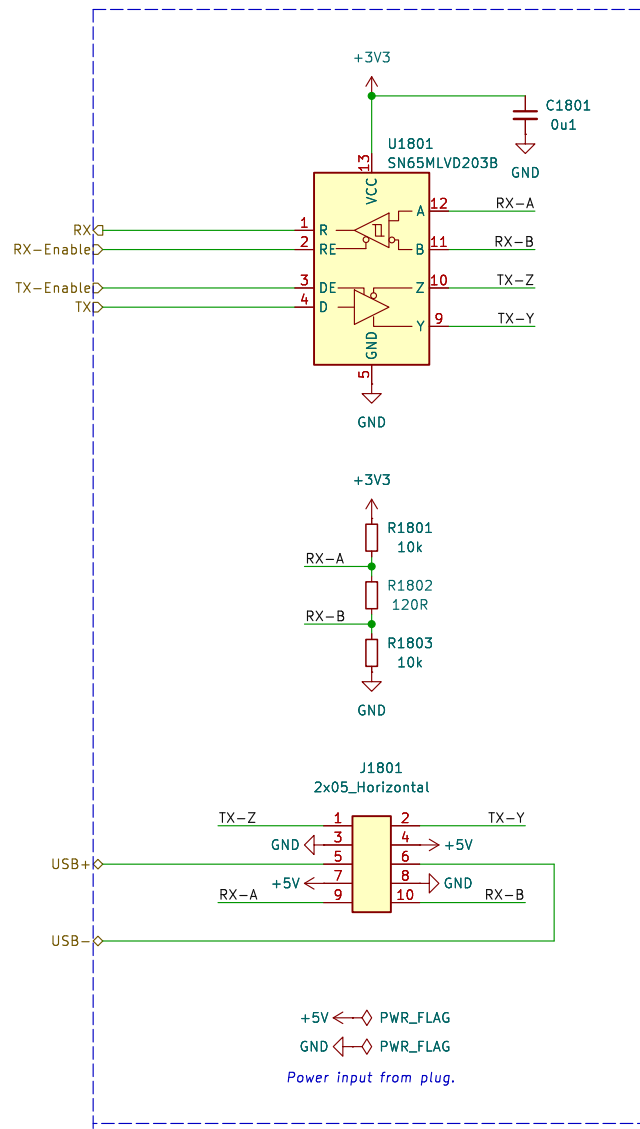 +3V3
C1801
0u1
GND
U1801
SN65MLVD203B
13
VCC
RX 1 R A 12 RX-A
RX-Enable 2 RE B 11 RX-B
TX-Enable 3 DE Z 10 TX-Z
TX 4 D Y 9 TX-Y
GND
5
GND
+3V3
R1801
10k
RX-A
R1802
120R
RX-B
R1803
10k
GND
J1801
2x05_Horizontal
TX-Z 1 2 TX-Y
GND 3 4 +5V
USB+ 5 6
+5V 7 8 GND
RX-A 9 10 RX-B
USB-
+5V PWR_FLAG
GND PWR_FLAG
Power input from plug.